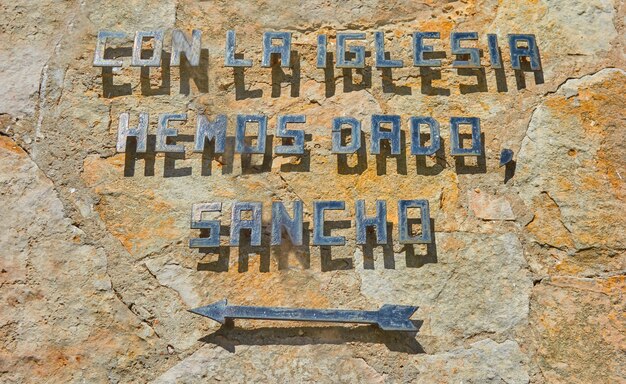 CON LA IGLESIA
HEMOS DADO,
SANCHO